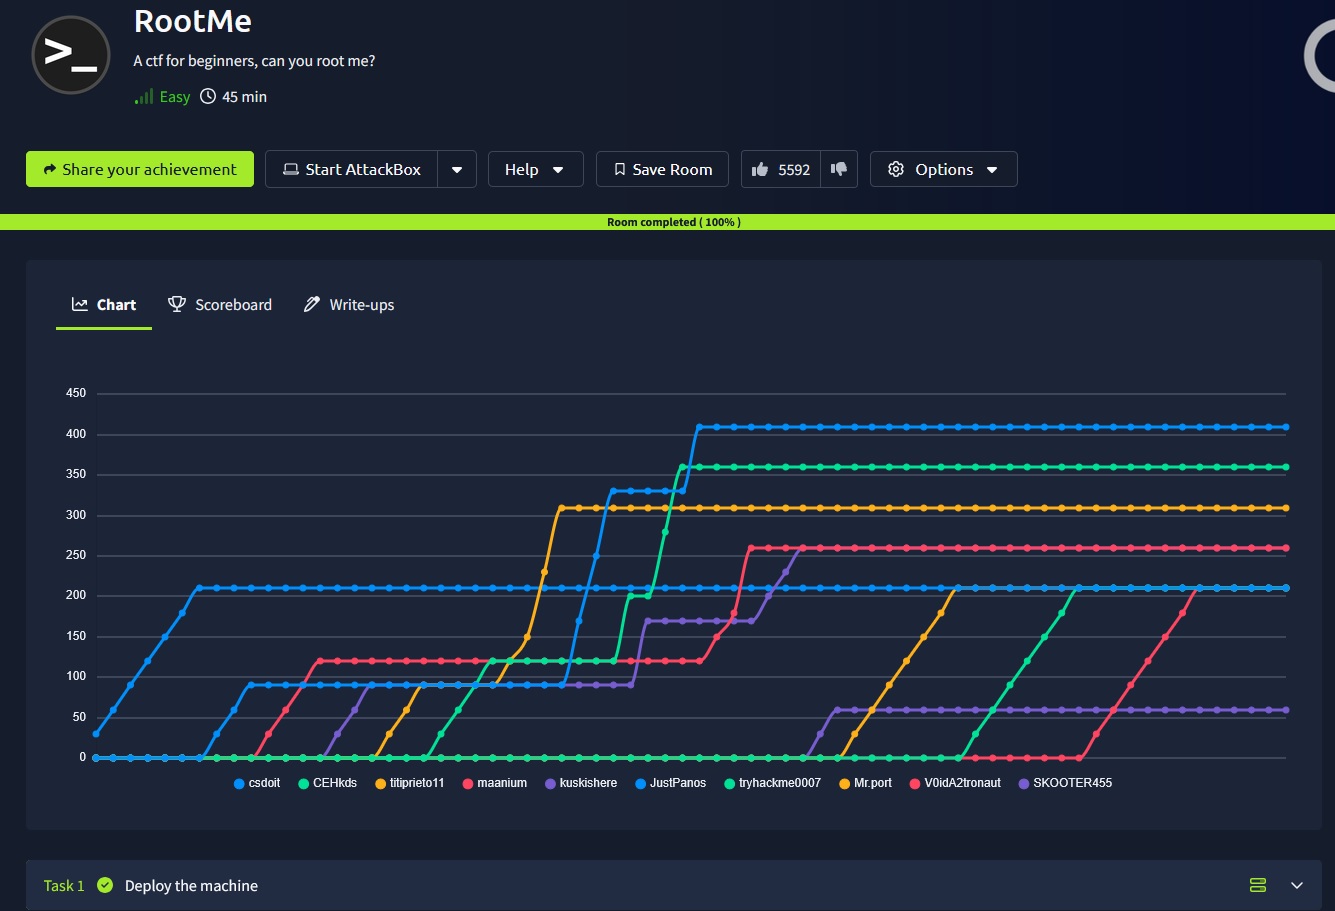 RootMe
A ctf for beginners, can you root me?
Easy 45 min
Share your achievement Start AttackBox Help Save Room 5592 Options
Room completed ( 100% )
Chart Scoreboard Write-ups
450
400
350
300
250
200
150
100
50
0
csdoit CEHkds titiprieto11 maanium kuskishere JustPanos tryhackme0007 Mr.port V0idA2tronaut SKOOTER455
Task 1 Deploy the machine